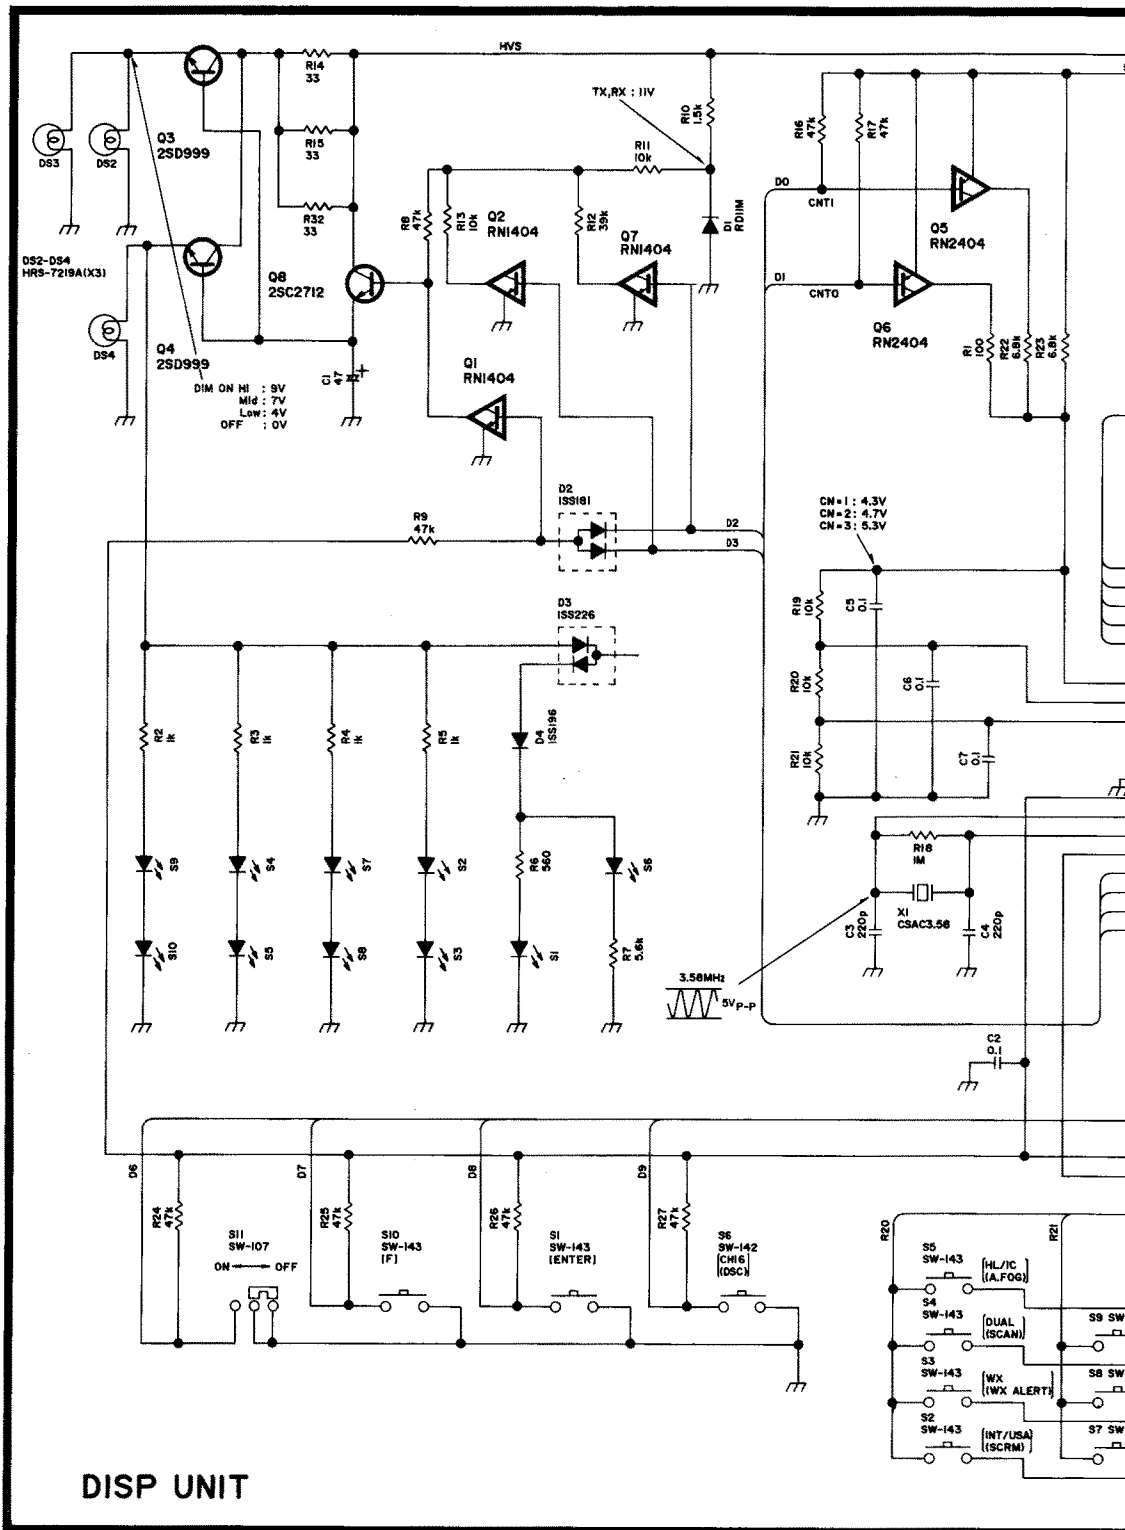 HVS
R14
33
R15
33
R32
33
Q3
2SD999
DS3
DS2
DS2-DS4
HRS-7219A(X3)
DS4
Q4
2SD999
DIM ON HI : 9V
Mid : 7V
Low : 4V
OFF : 0V
Q8
2SC2712
C1
47
+
R8
47k
R13
10k
Q2
RN1404
Q1
RN1404
R12
39k
Q7
RN1404
R11
10k
TX,RX : 11V
R10
1.5k
D1
RD11M
R16
47k
R17
47k
D0
CNT1
D1
CNT0
Q5
RN2404
Q6
RN2404
R1
100
R22
6.8k
R23
6.8k
D2
1SS181
R9
47k
D2
D3
D3
1SS226
CN=1 : 4.3V
CN=2 : 4.7V
CN=3 : 5.3V
R19
10k
C5
0.1
R20
10k
C6
0.1
R21
10k
C7
0.1
R2
1k
R3
1k
R4
1k
R5
1k
D4
1SS196
R6
560
R7
5.6k
S9
S4
S7
S2
S6
S10
S5
S8
S3
S1
R18
1M
X1
CSAC3.58
C3
220p
C4
220p
3.58MHz
5VP-P
C2
0.1
D6
D7
D8
D9
R24
47k
R25
47k
R26
47k
R27
47k
S11
SW-107
ON
OFF
S10
SW-143
[F]
S1
SW-143
[ENTER]
S6
SW-142
[CH16
(DSC)]
R20
R21
S5
SW-143
[HL/IC
(A.FOG)]
S4
SW-143
[DUAL
(SCAN)]
S3
SW-143
[WX
(WX ALERT)]
S2
SW-143
[INT/USA
(SCRM)]
S9 SW
S8 SW
S7 SW
DISP UNIT